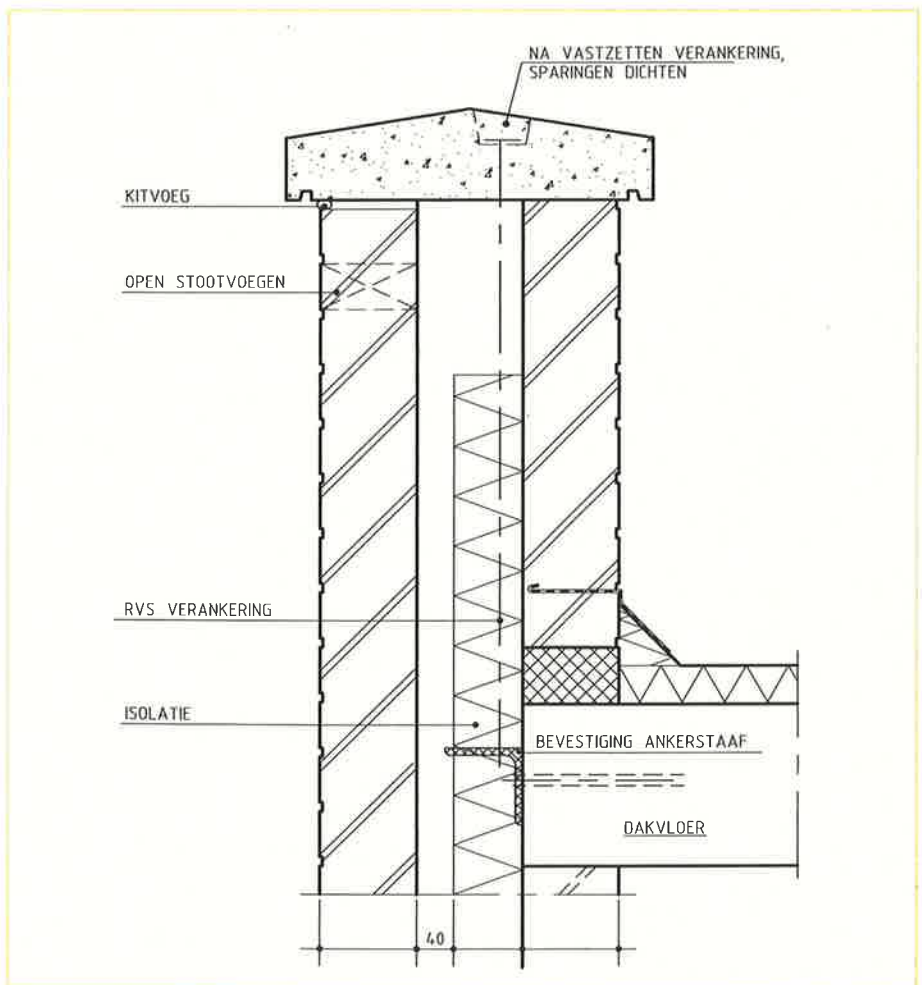 NA VASTZETTEN VERANKERING,
SPARINGEN DICHTEN
KITVOEG
OPEN STOOTVOEGEN
RVS VERANKERING
ISOLATIE
BEVESTIGING ANKERSTAAF
DAKVLOER
40